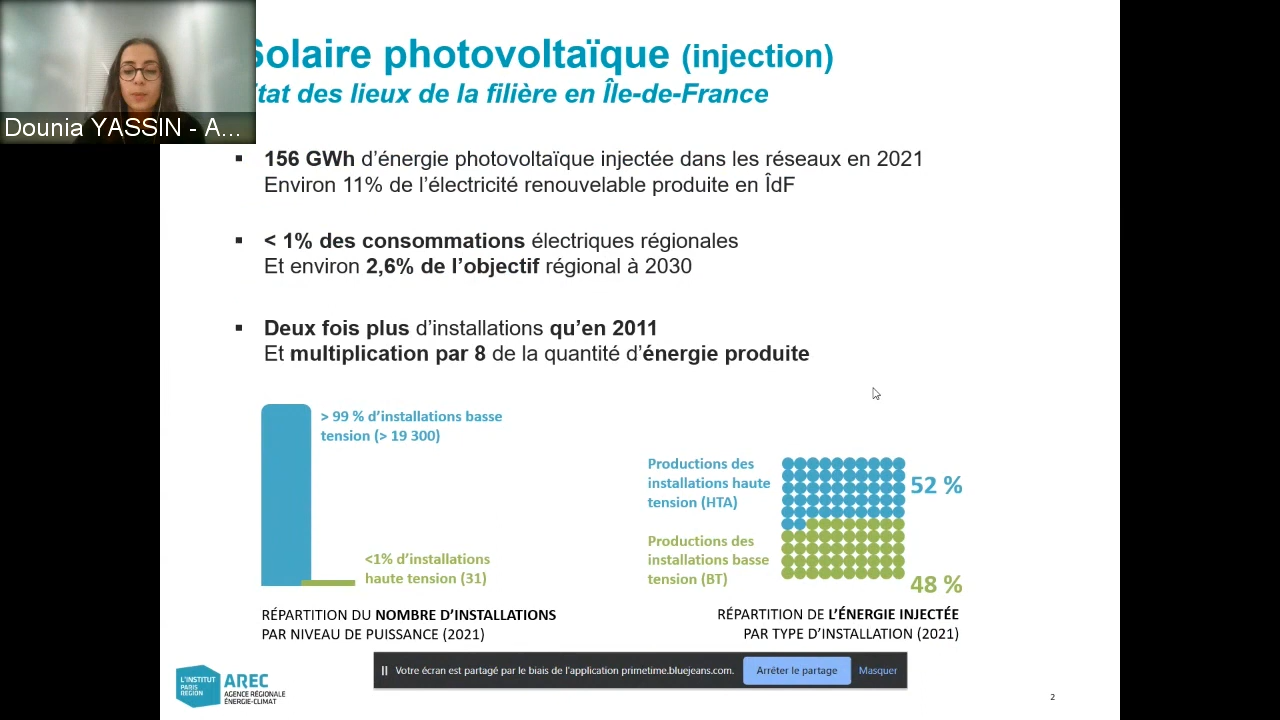 Solaire photovoltaïque (injection)
tat des lieux de la filière en Île-de-France
Dounia YASSIN - A...
▪ 156 GWh d'énergie photovoltaïque injectée dans les réseaux en 2021
Environ 11% de l'électricité renouvelable produite en ÎdF
▪ < 1% des consommations électriques régionales
Et environ 2,6% de l'objectif régional à 2030
▪ Deux fois plus d'installations qu'en 2011
Et multiplication par 8 de la quantité d'énergie produite
> 99 % d'installations basse
tension (> 19 300)
<1% d'installations
haute tension (31)
RÉPARTITION DU NOMBRE D'INSTALLATIONS
PAR NIVEAU DE PUISSANCE (2021)
Productions des
installations haute
tension (HTA)
52 %
Productions des
installations basse
tension (BT)
48 %
RÉPARTITION DE L'ÉNERGIE INJECTÉE
PAR TYPE D'INSTALLATION (2021)
Votre écran est partagé par le biais de l'application primetime.bluejeans.com.
Arrêter le partage
Masquer
L'INSTITUT
PARIS
REGION
AREC
AGENCE RÉGIONALE
ÉNERGIE-CLIMAT
2